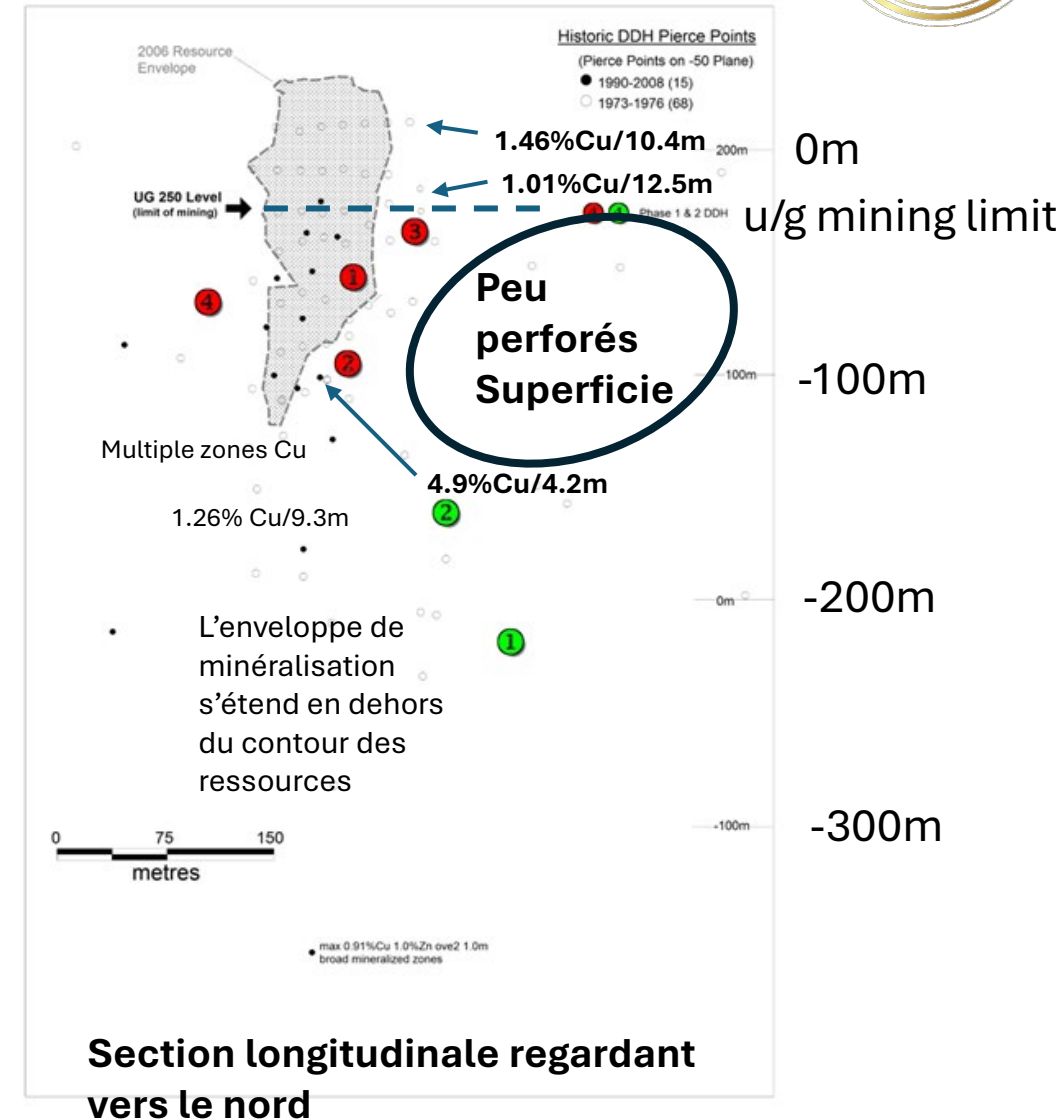 2006 Resource
Envelope
Historic DDH Pierce Points
(Pierce Points on -50 Plane)
1990-2008 (15)
1973-1976 (68)
1.46%Cu/10.4m
200m
0m
1.01%Cu/12.5m
UG 250 Level
(limit of mining)
Phase 1 & 2 DDH
u/g mining limit
3
1
4
2
Peu
perforés
Superficie
100m
-100m
Multiple zones Cu
4.9%Cu/4.2m
1.26% Cu/9.3m
2
0m
-200m
1
L’enveloppe de
minéralisation
s’étend en dehors
du contour des
ressources
-100m
-300m
0 75 150
metres
max 0.91%Cu 1.0%Zn ove2 1.0m
broad mineralized zones
Section longitudinale regardant
vers le nord